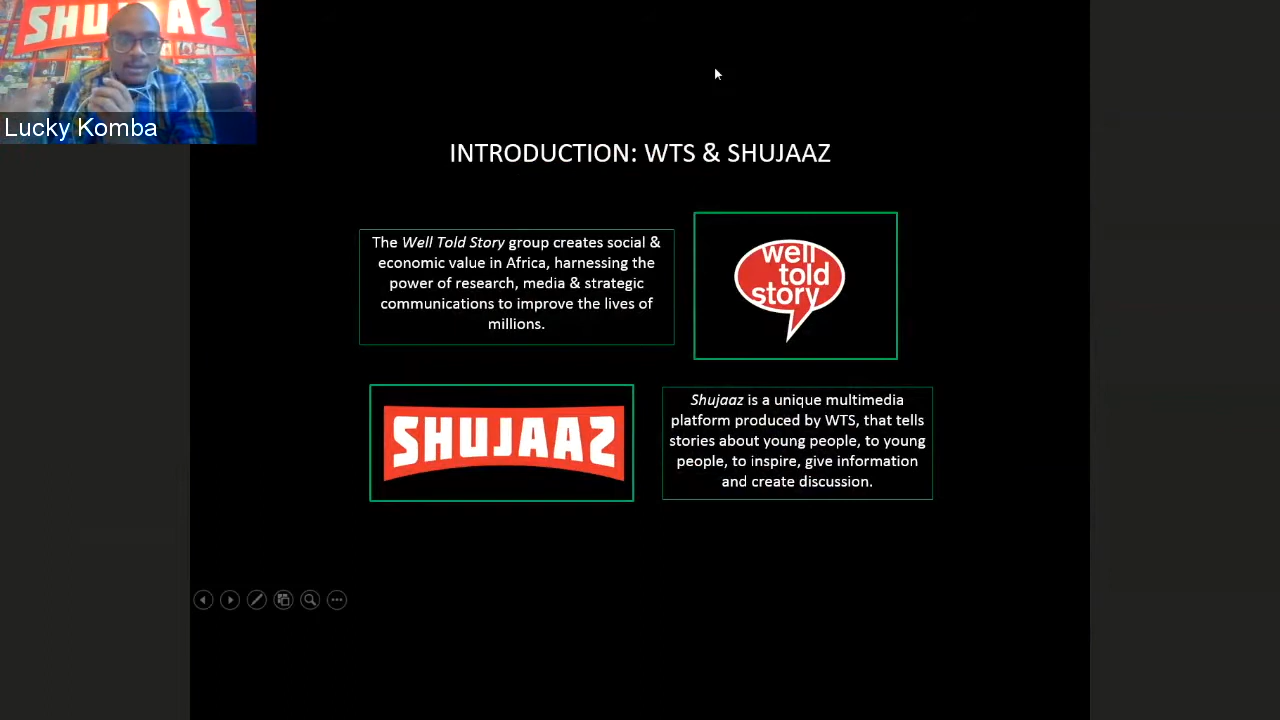 SHUJAAZ
Lucky Komba
INTRODUCTION: WTS & SHUJAAZ
The Well Told Story group creates social &
economic value in Africa, harnessing the
power of research, media & strategic
communications to improve the lives of
millions.
well
told
story
SHUJAAZ
Shujaaz is a unique multimedia
platform produced by WTS, that tells
stories about young people, to young
people, to inspire, give information
and create discussion.